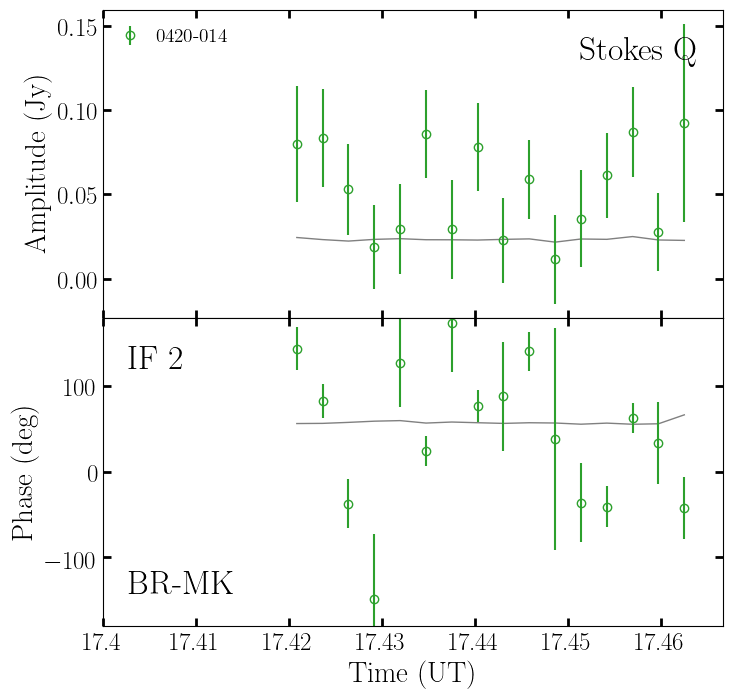 0420-014
Stokes Q
0.15
0.10
0.05
0.00
Amplitude (Jy)
IF 2
100
0
−100
Phase (deg)
BR-MK
17.4 17.41 17.42 17.43 17.44 17.45 17.46
Time (UT)